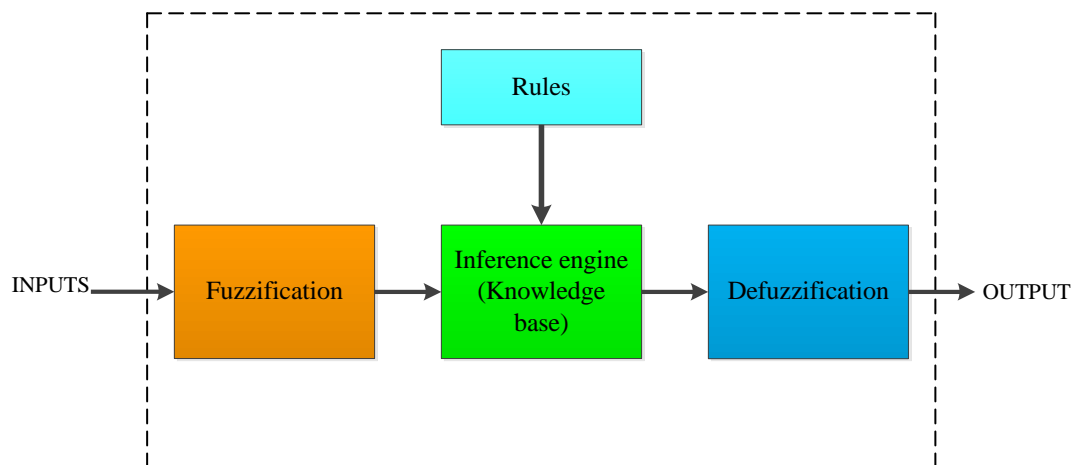 Rules
INPUTS
Fuzzification
Inference engine
(Knowledge
base)
Defuzzification
OUTPUT